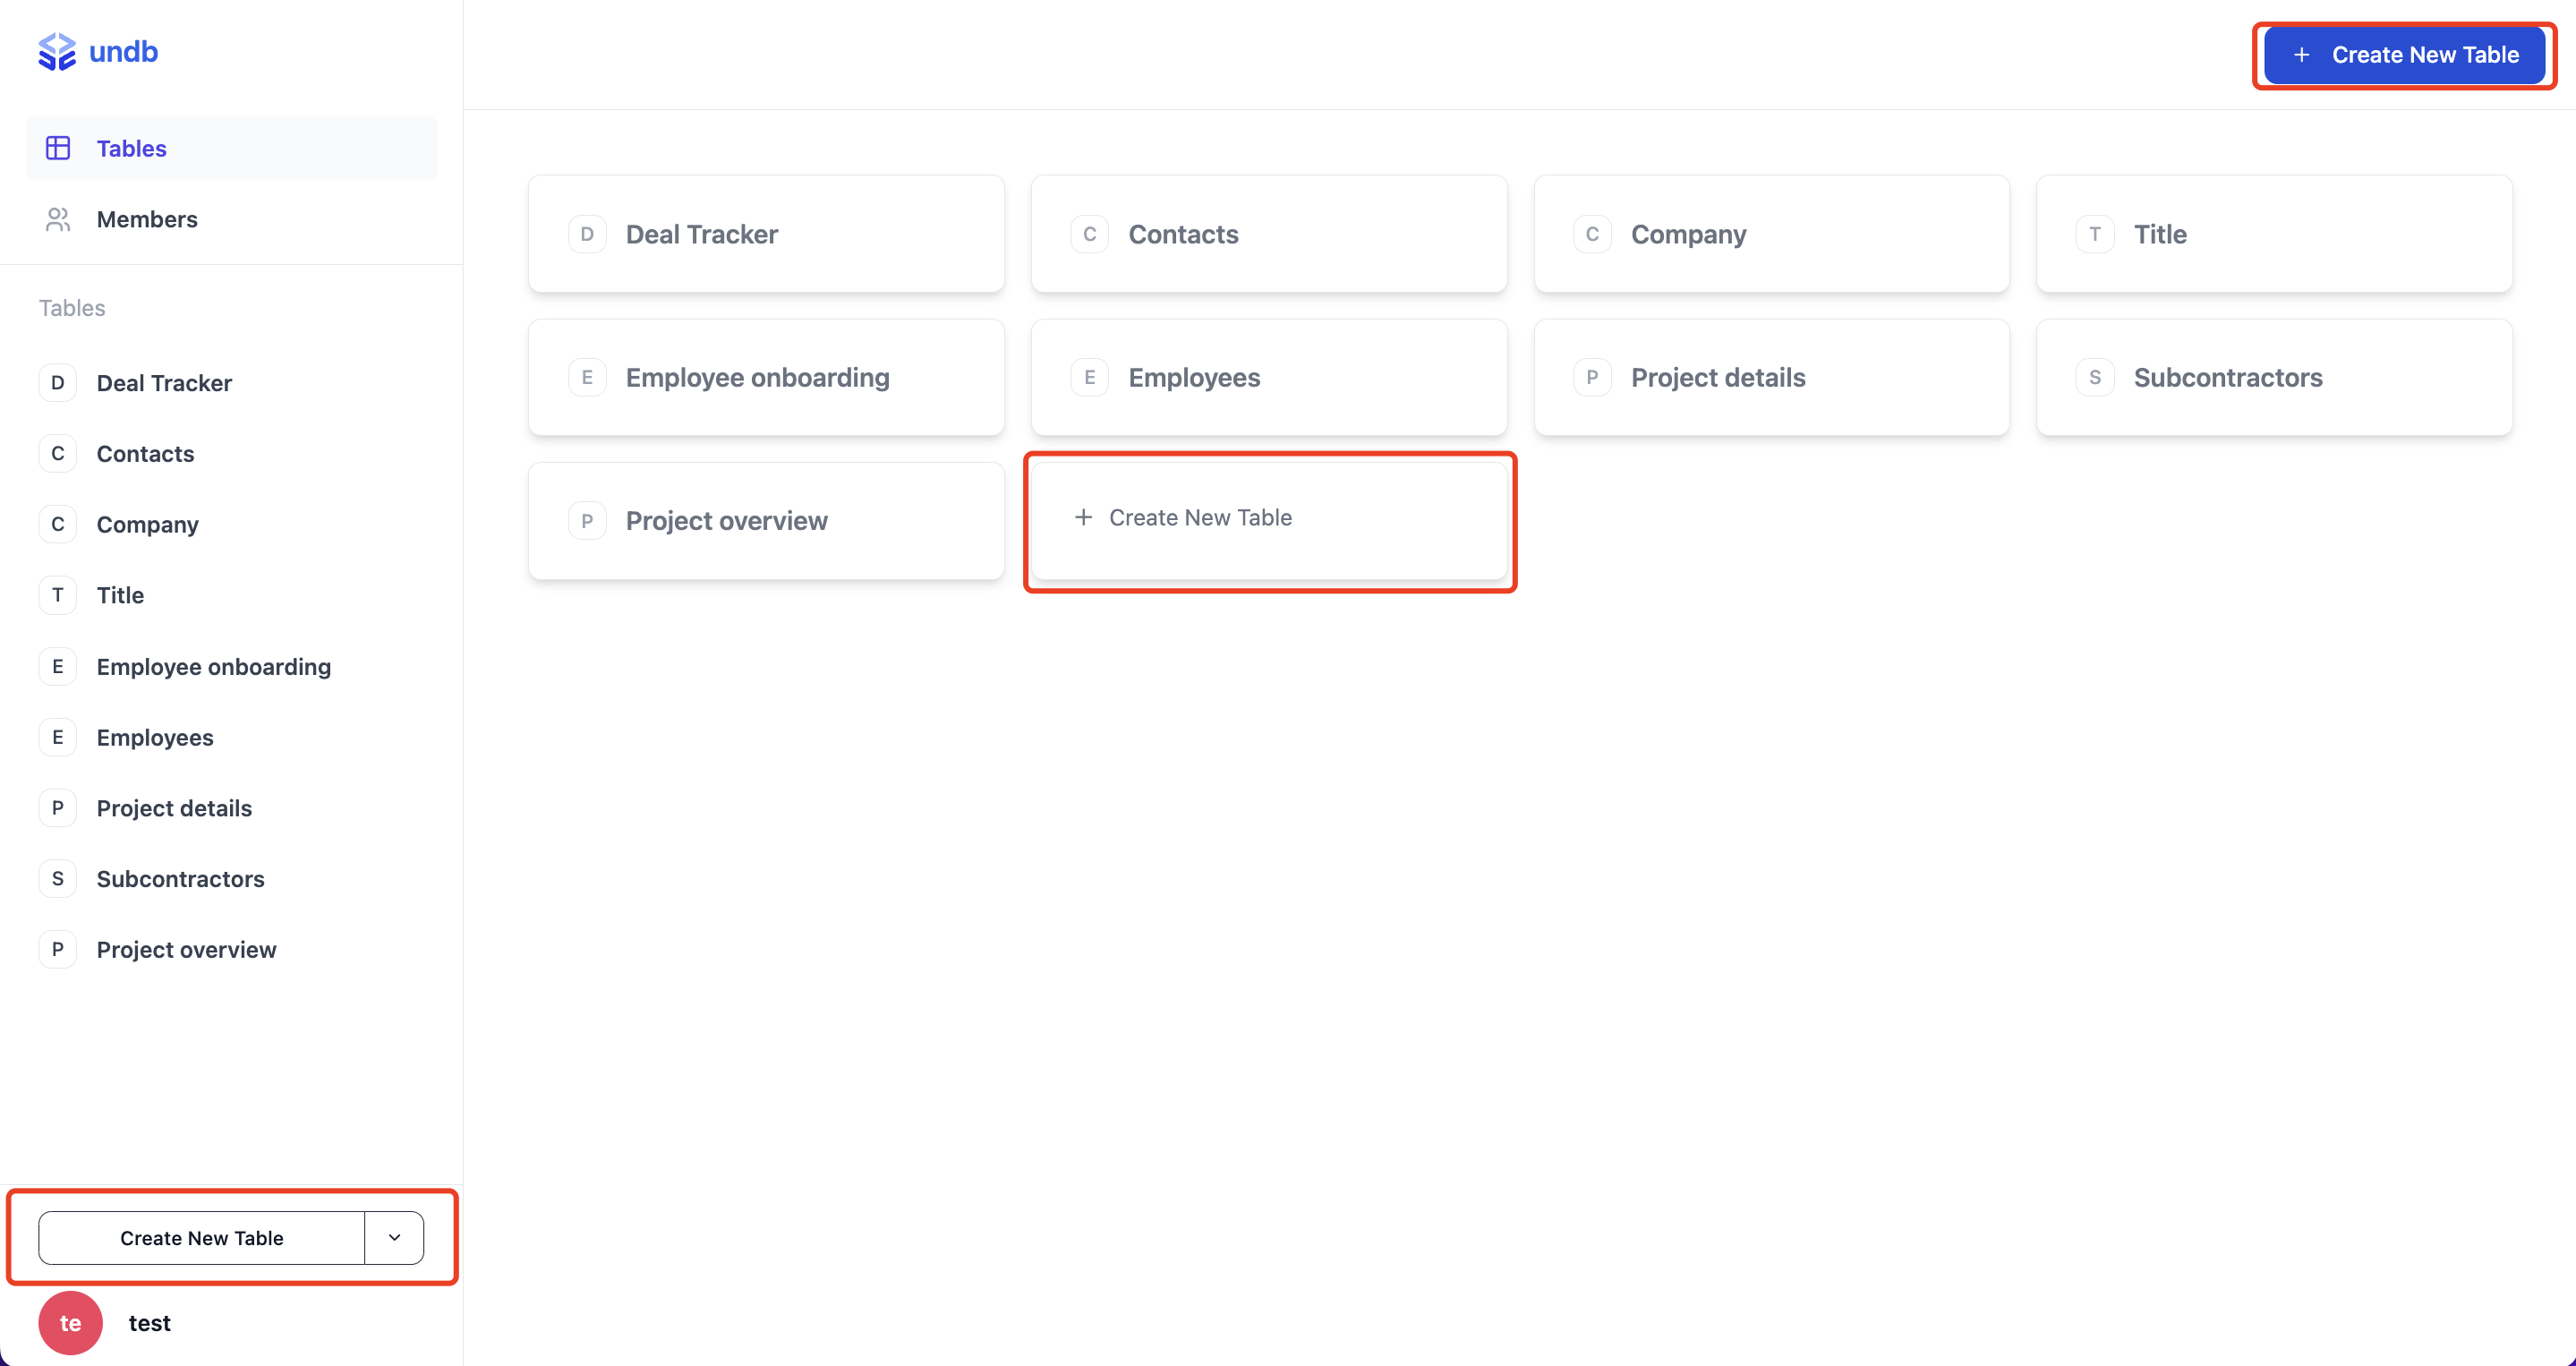 undb
Tables
Members
Tables
D Deal Tracker
C Contacts
C Company
T Title
E Employee onboarding
E Employees
P Project details
S Subcontractors
P Project overview
Create New Table
te test
+ Create New Table
D Deal Tracker
C Contacts
C Company
T Title
E Employee onboarding
E Employees
P Project details
S Subcontractors
P Project overview
+ Create New Table